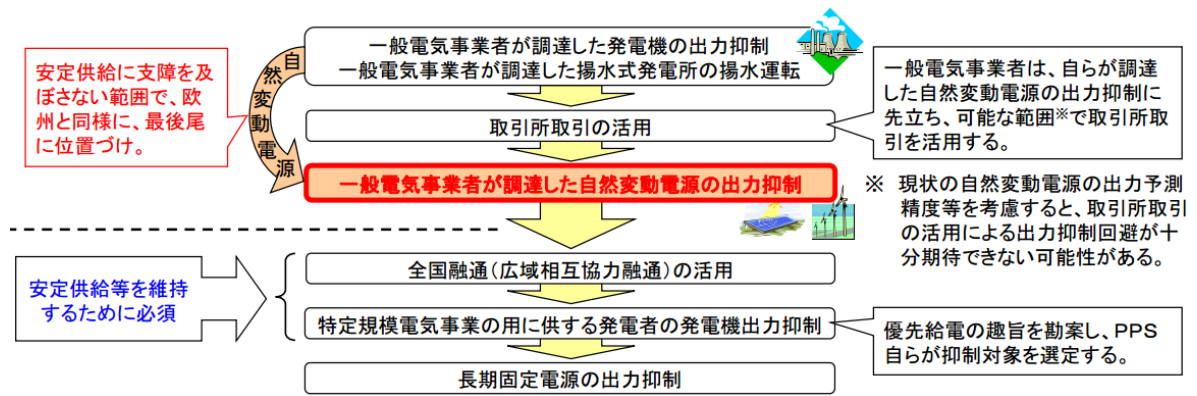 一般電気事業者が調達した発電機の出力抑制
一般電気事業者が調達した揚水式発電所の揚水運転
自然変動電源
安定供給に支障を及
ぼさない範囲で、欧
州と同様に、最後尾
に位置づけ。
取引所取引の活用
一般電気事業者は、自らが調達
した自然変動電源の出力抑制に
先立ち、可能な範囲※で取引所取
引を活用する。
一般電気事業者が調達した自然変動電源の出力抑制
※ 現状の自然変動電源の出力予測
精度等を考慮すると、取引所取引
の活用による出力抑制回避が十
分期待できない可能性がある。
全国融通(広域相互協力融通)の活用
安定供給等を維持
するために必須
特定規模電気事業の用に供する発電者の発電機出力抑制
優先給電の趣旨を勘案し、PPS
自らが抑制対象を選定する。
長期固定電源の出力抑制